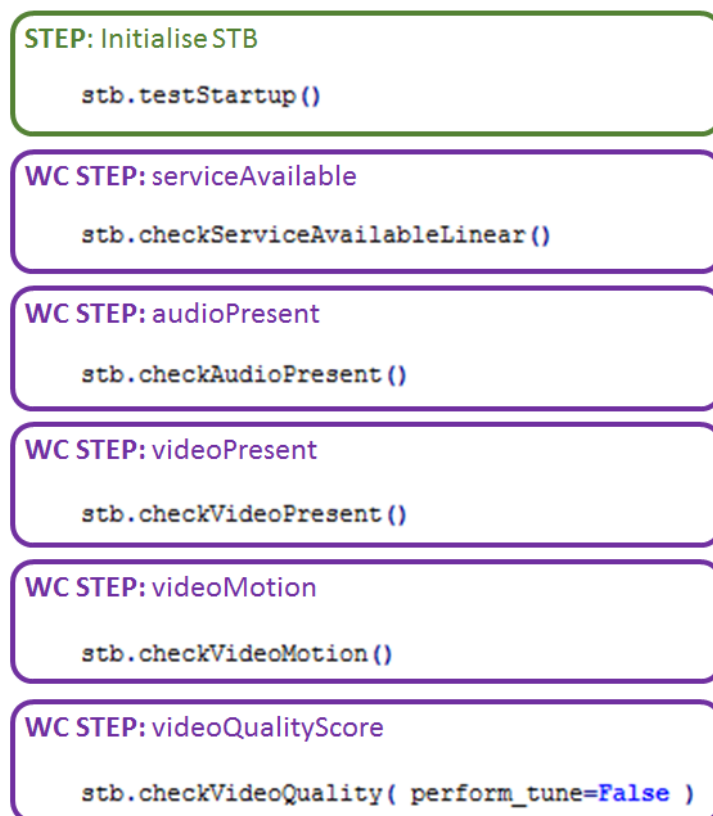 STEP: Initialise STB
stb.testStartup()
WC STEP: serviceAvailable
stb.checkServiceAvailableLinear()
WC STEP: audioPresent
stb.checkAudioPresent()
WC STEP: videoPresent
stb.checkVideoPresent()
WC STEP: videoMotion
stb.checkVideoMotion()
WC STEP: videoQualityScore
stb.checkVideoQuality( perform_tune=False )